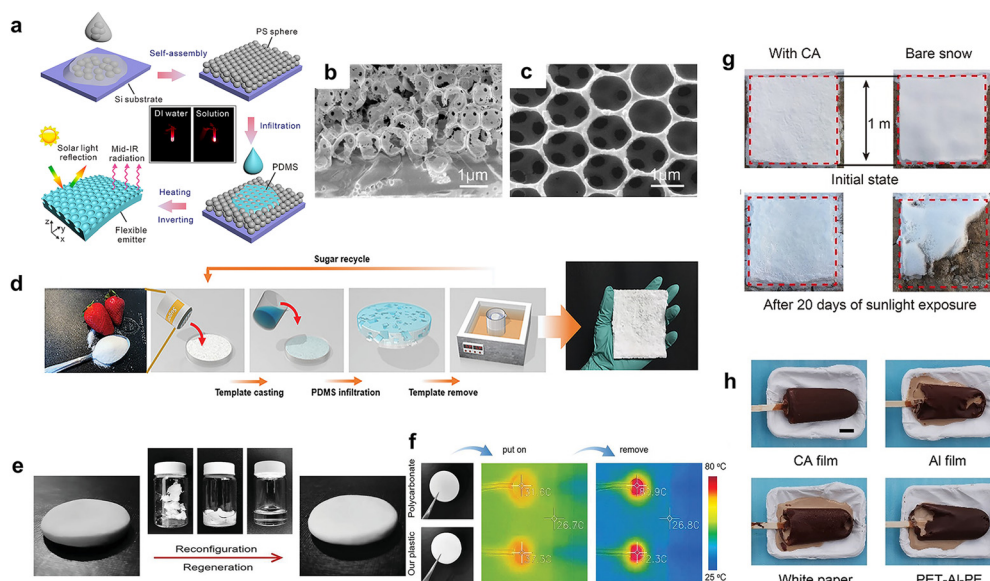 a
Self-assembly
PS sphere
Si substrate
DI water
Solution
Infiltration
Solar light
reflection
Mid-IR
radiation
PDMS
Heating
Inverting
Flexible
emitter
z
y
x
b
1μm
c
1μm
g
With CA
Bare snow
1 m
Initial state
After 20 days of sunlight exposure
d
Sugar recycle
Template casting
PDMS infiltration
Template remove
h
CA film
Al film
White paper
PET-Al-PE
e
Reconfiguration
Regeneration
f
put on
remove
Polycarbonate
Our plastic
26.7C
26.8C
80 ºC
25 ºC